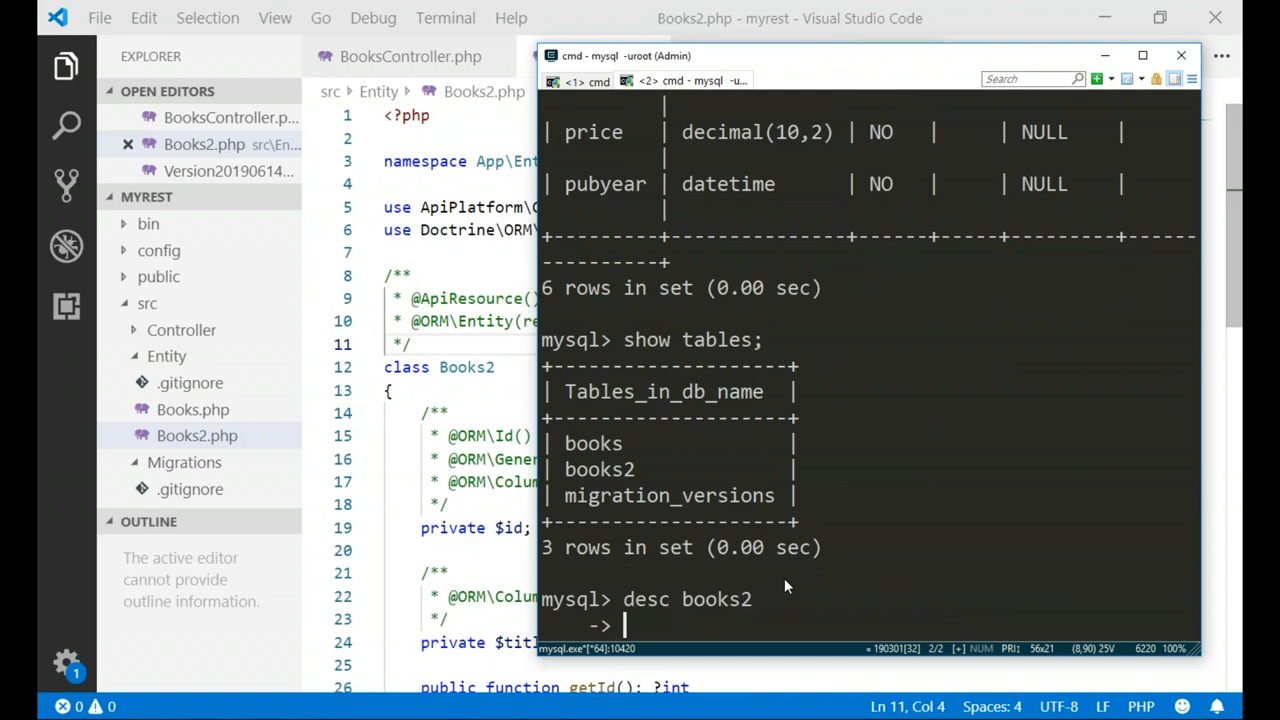 File Edit Selection View Go Debug Terminal Help
Books2.php - myrest - Visual Studio Code
EXPLORER
OPEN EDITORS
BooksController.p...
Books2.php src\En...
Version20190614...
MYREST
bin
config
public
src
Controller
Entity
.gitignore
Books.php
Books2.php
Migrations
.gitignore
OUTLINE
The active editor
cannot provide
outline information.
BooksController.php
src > Entity > Books2.php
1 <?php
2
3 namespace App\Ent
4
5 use ApiPlatform\C
6 use Doctrine\ORM\
7
8 /**
9 * @ApiResource()
10 * @ORM\Entity(re
11 */
12 class Books2
13 {
14 /**
15 * @ORM\Id()
16 * @ORM\Gener
17 * @ORM\Colum
18 */
19 private $id;
20
21 /**
22 * @ORM\Colum
23 */
24 private $titl
25
26 public function getId(): ?int
cmd - mysql -uroot (Admin)
<1> cmd
<2> cmd - mysql -u...
Search
|
| price | decimal(10,2) | NO | | NULL |
|
| pubyear | datetime | NO | | NULL |
|
+---------+---------------+------+-----+---------+------
----------+
6 rows in set (0.00 sec)
mysql> show tables;
+--------------------+
| Tables_in_db_name |
+--------------------+
| books |
| books2 |
| migration_versions |
+--------------------+
3 rows in set (0.00 sec)
mysql> desc books2
->
mysql.exe*[*64]:10420
« 190301[32] 2/2 [+] NUM PRI: 56x21 (8,90) 25V 6220 100%
1
0 0
Ln 11, Col 4 Spaces: 4 UTF-8 LF PHP